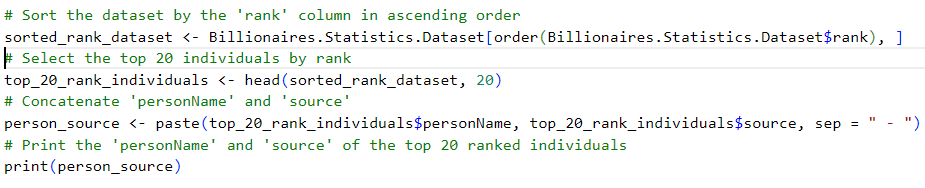 # Sort the dataset by the 'rank' column in ascending order
sorted_rank_dataset <- Billionaires.Statistics.Dataset[order(Billionaires.Statistics.Dataset$rank), ]
# Select the top 20 individuals by rank
top_20_rank_individuals <- head(sorted_rank_dataset, 20)
# Concatenate 'personName' and 'source'
person_source <- paste(top_20_rank_individuals$personName, top_20_rank_individuals$source, sep = " - ")
# Print the 'personName' and 'source' of the top 20 ranked individuals
print(person_source)